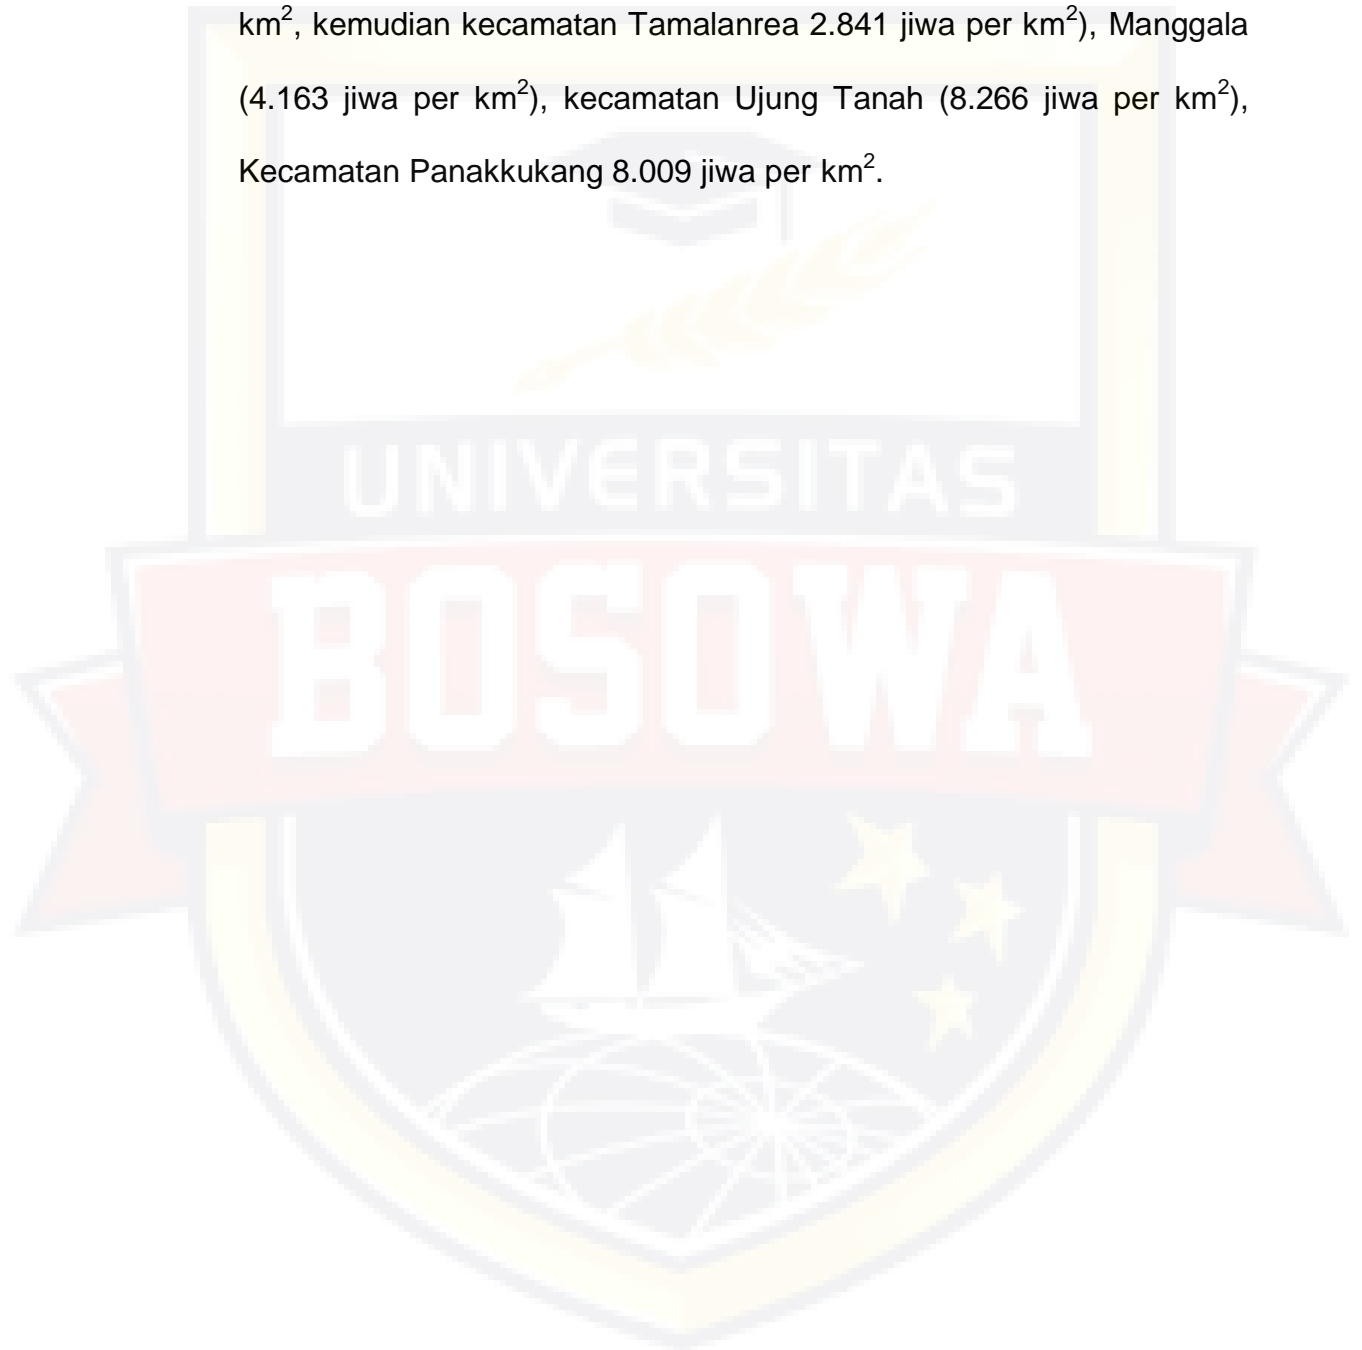 km², kemudian kecamatan Tamalanrea 2.841 jiwa per km²), Manggala
(4.163 jiwa per km²), kecamatan Ujung Tanah (8.266 jiwa per km²),
Kecamatan Panakkukang 8.009 jiwa per km².
UNIVERSITAS
BOSOWA